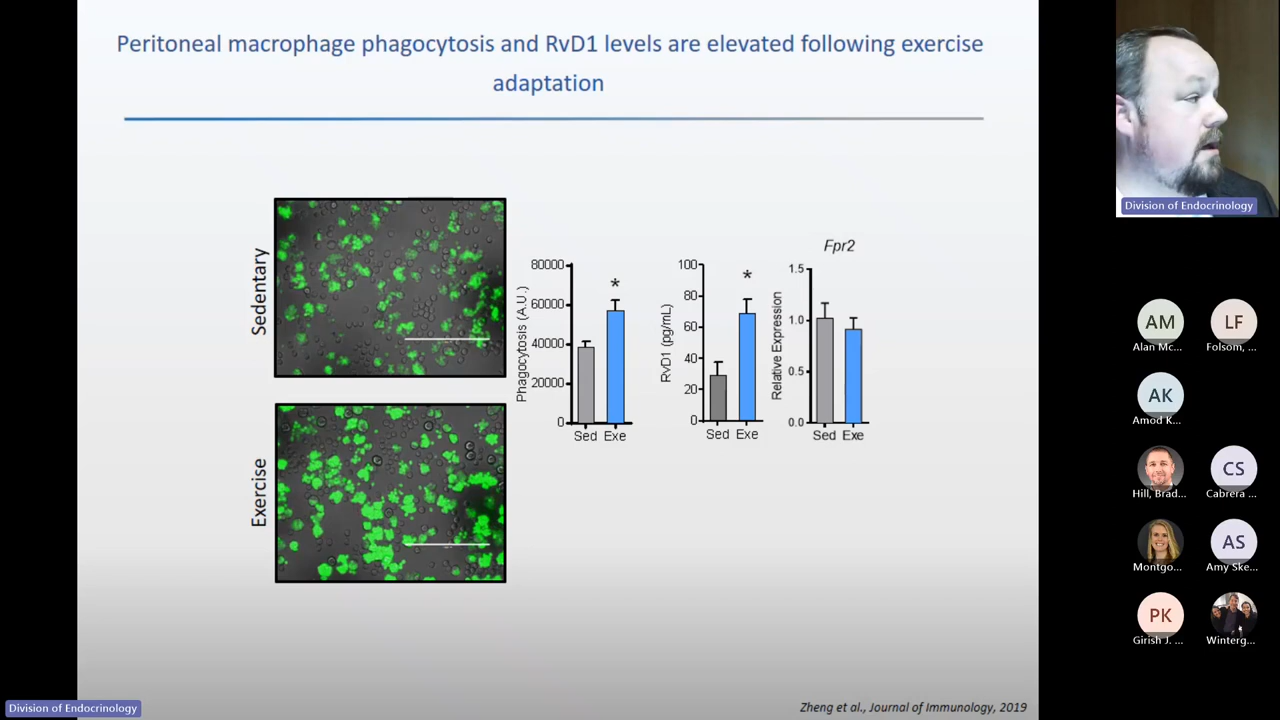 Peritoneal macrophage phagocytosis and RvD1 levels are elevated following exercise
adaptation
Sedentary
Exercise
Phagocytosis (A.U.)
80000
60000
40000
20000
0
*
Sed Exe
RvD1 (pg/mL)
100
80
60
40
20
0
*
Sed Exe
Fpr2
Relative Expression
1.5
1.0
0.5
0.0
Sed Exe
Zheng et al., Journal of Immunology, 2019
Division of Endocrinology
Division of Endocrinology
AM
Alan Mc...
LF
Folsom, ...
AK
Amod K...
Hill, Brad...
CS
Cabrera ...
Montgo...
AS
Amy Ske...
PK
Girish J. ...
Winterg...